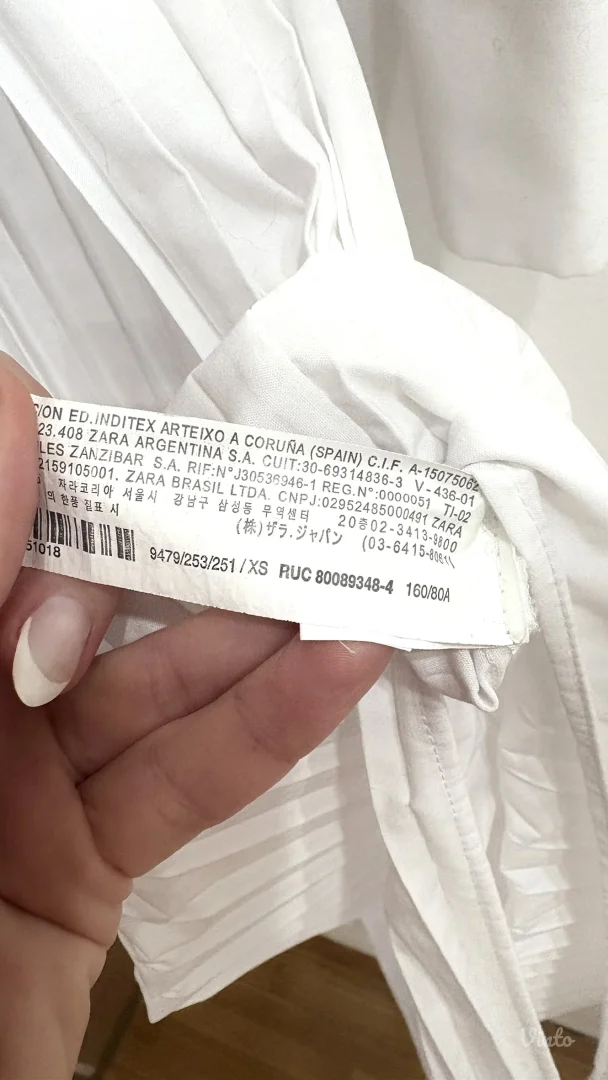 ION ED.INDITEX ARTEIXO A CORUÑA (SPAIN) C.I.F. A-15075062
23.408 ZARA ARGENTINA S.A. CUIT:30-69314836-3 V-436-01
LES ZANZIBAR S.A. RIF:N°J30536946-1 REG.N°:0000051 TI-02
2159105001. ZARA BRASIL LTDA. CNPJ:02952485000491 ZARA
자라코리아 서울시 강남구 삼성동 무역센터 20층02-3413-9800
의 한품 질표 시 (株)ザラ.ジャパン (03-6415-8061)
51018 9479/253/251 / XS RUC 80089348-4 160/80A